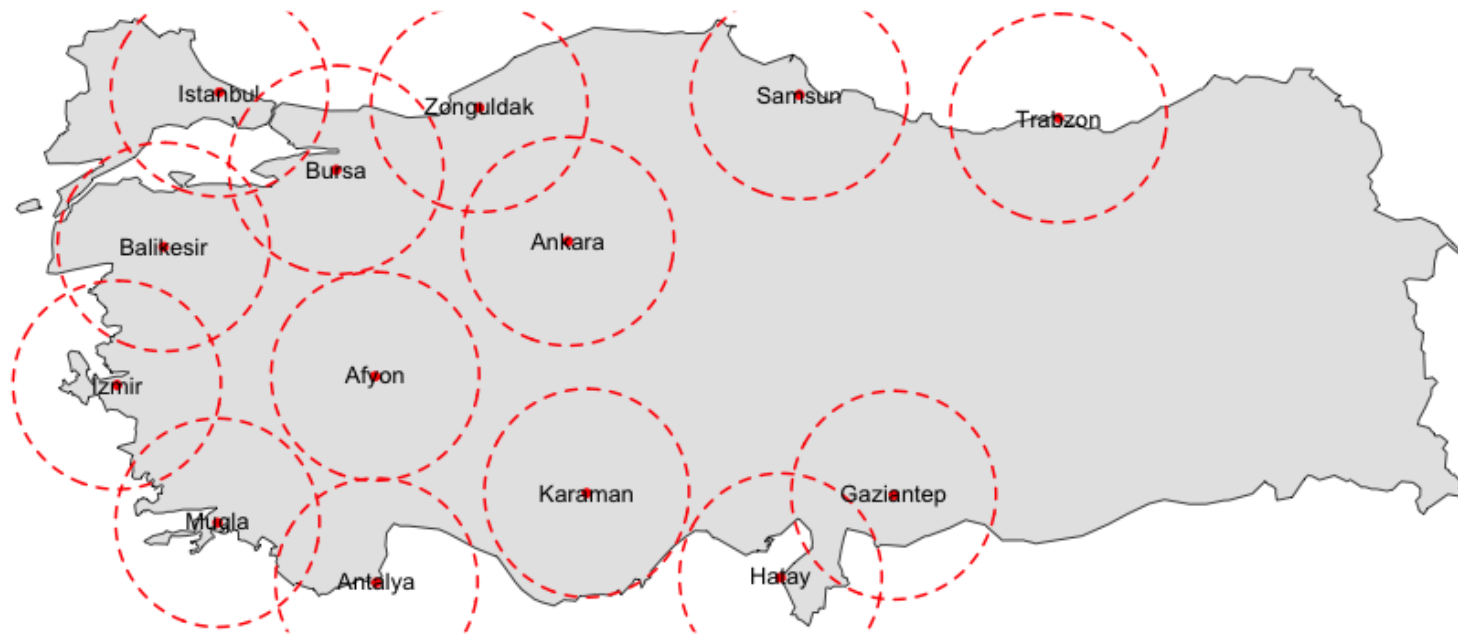 Istanbul
Zonguldak
Samsun
Trabzon
Bursa
Balikesir
Ankara
Izmir
Afyon
Karaman
Gaziantep
Mugla
Antalya
Hatay